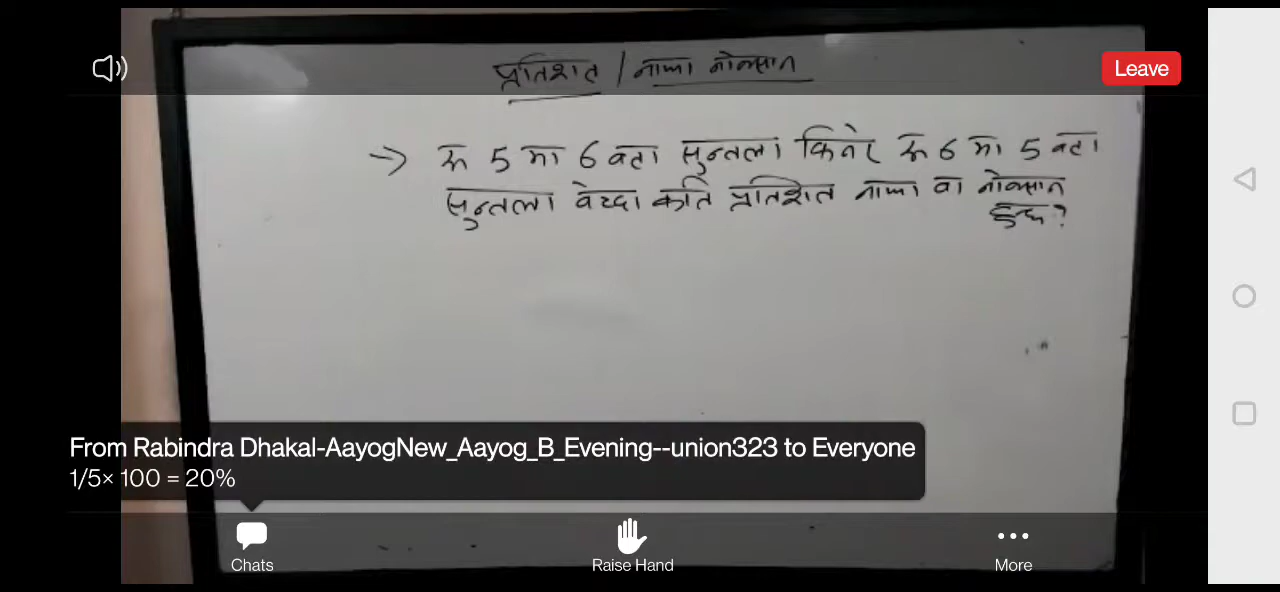 प्रतिशत / नाफा नोक्सान
Leave
→ रू 5 मा 6 वटा सुन्तला किनेर रू 6 मा 5 वटा
सुन्तला वेच्दा कति प्रतिशत नाफा वा नोक्सान
हुन्छ?
From Rabindra Dhakal-AayogNew_Aayog_B_Evening--union323 to Everyone
1/5× 100 = 20%
Chats
Raise Hand
More